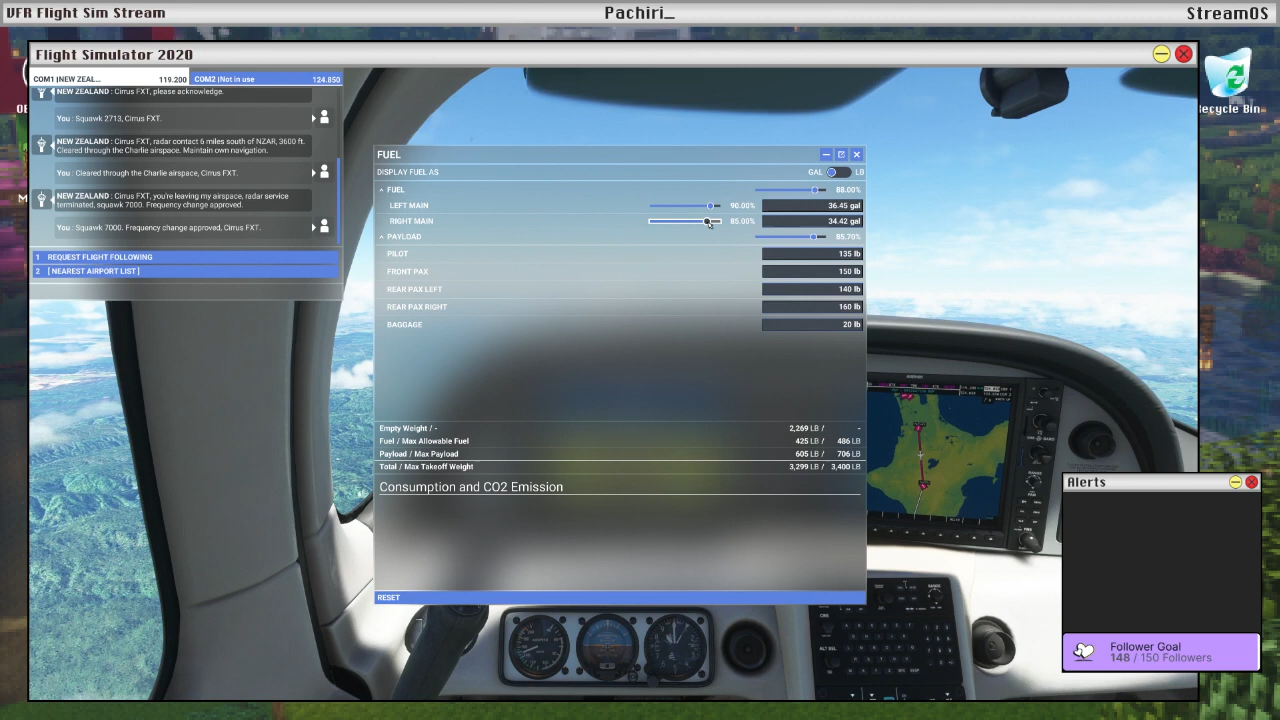 VFR Flight Sim Stream
Pachiri_
StreamOS
Flight Simulator 2020
COM1 (NEW ZEAL... 119.200
COM2 (Not in use 124.850
NEW ZEALAND : Cirrus FXT, please acknowledge.
You : Squawk 2713, Cirrus FXT.
NEW ZEALAND : Cirrus FXT, radar contact 6 miles south of NZAR, 3600 ft.
Cleared through the Charlie airspace. Maintain own navigation.
You : Cleared through the Charlie airspace, Cirrus FXT.
NEW ZEALAND : Cirrus FXT, you're leaving my airspace, radar service
terminated, squawk 7000. Frequency change approved.
You : Squawk 7000. Frequency change approved, Cirrus FXT.
1 REQUEST FLIGHT FOLLOWING
2 [ NEAREST AIRPORT LIST ]
FUEL
DISPLAY FUEL AS GAL LB
FUEL 88.00%
LEFT MAIN 90.00% 36.45 gal
RIGHT MAIN 85.00% 34.42 gal
PAYLOAD 85.70%
PILOT 135 lb
FRONT PAX 150 lb
REAR PAX LEFT 140 lb
REAR PAX RIGHT 160 lb
BAGGAGE 20 lb
Empty Weight / - 2,269 LB / -
Fuel / Max Allowable Fuel 425 LB / 486 LB
Payload / Max Payload 605 LB / 706 LB
Total / Max Takeoff Weight 3,299 LB / 3,400 LB
Consumption and CO2 Emission
RESET
Recycle Bin
Alerts
Follower Goal
148 / 150 Followers